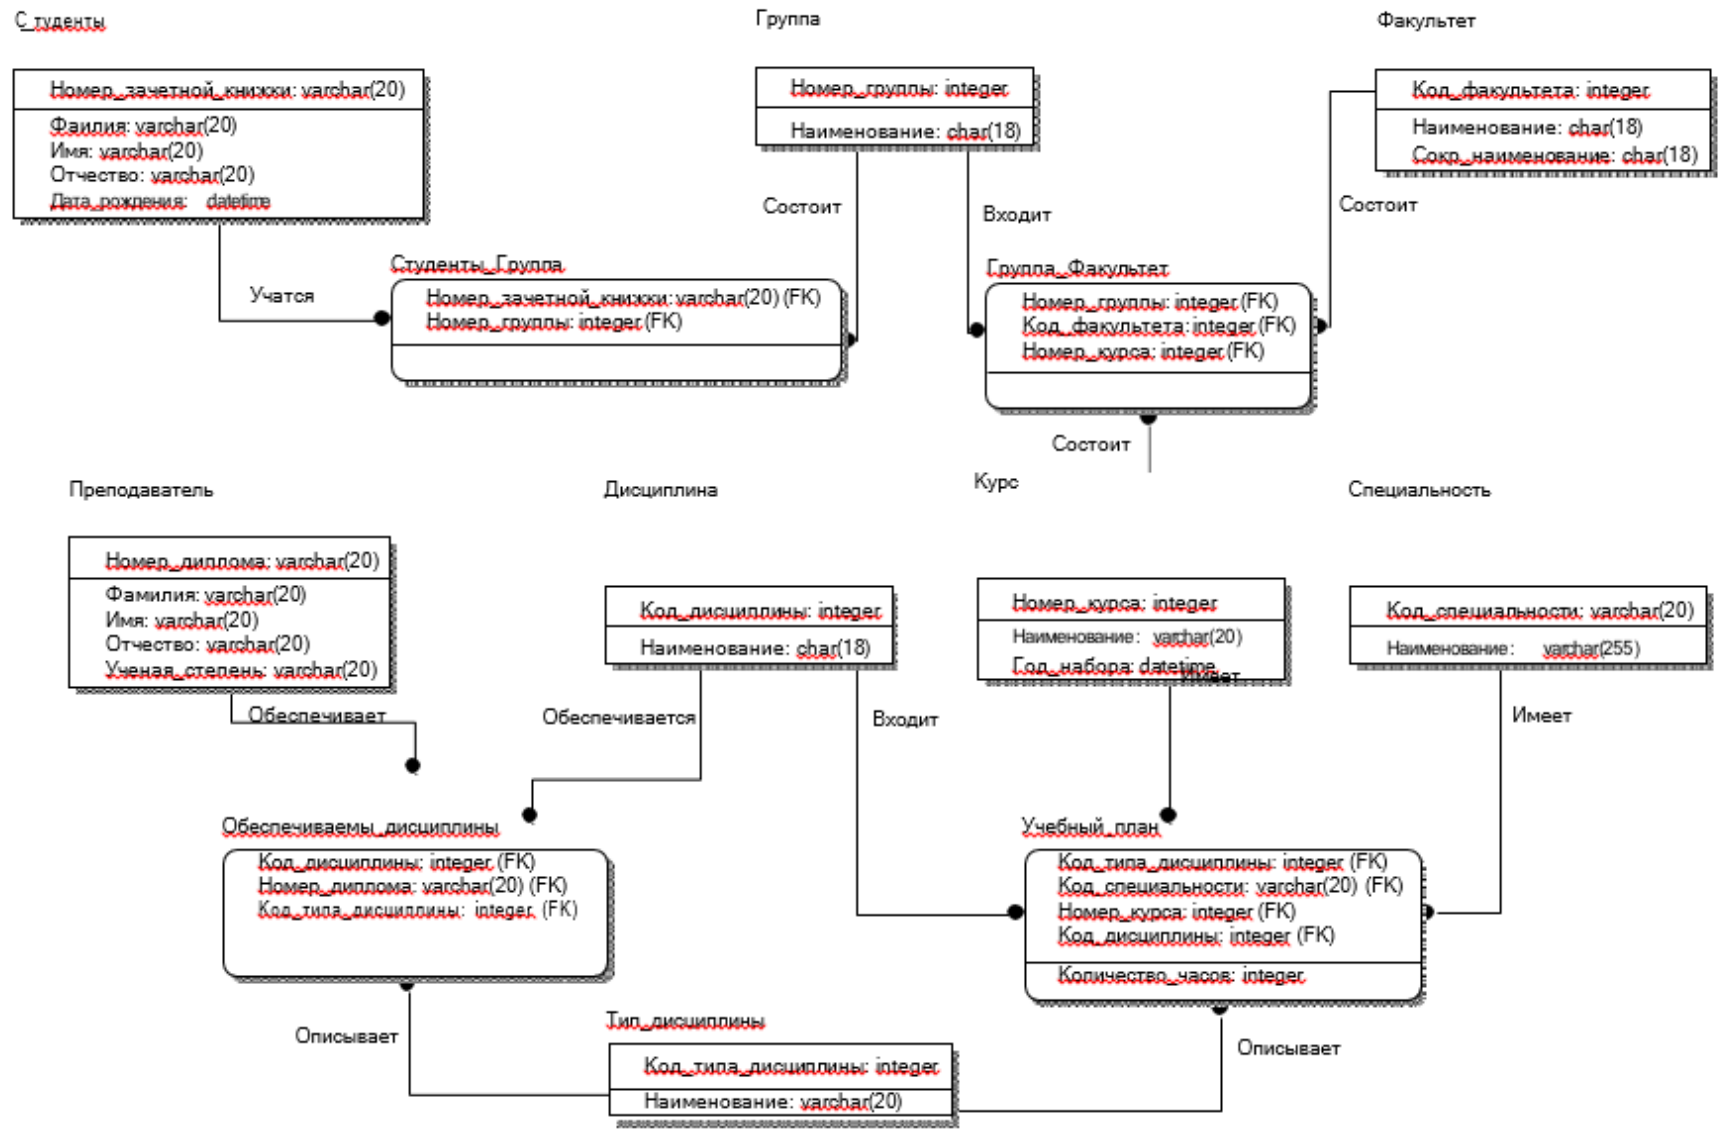 С_туденты
Группа
Факультет
Номер_зачетной_книжки: varchar(20)
Фаилия: varchar(20)
Имя: varchar(20)
Отчество: varchar(20)
Дата_рождения: datetime
Номер_группы: integer
Наименование: char(18)
Код_факультета: integer
Наименование: char(18)
Сокр_наименование: char(18)
Учатся
Состоит
Входит
Состоит
Студенты_Группа
Номер_зачетной_книжки: varchar(20) (FK)
Номер_группы: integer (FK)
Группа_Факультет
Номер_группы: integer (FK)
Код_факультета: integer (FK)
Номер_курса: integer (FK)
Состоит
Преподаватель
Дисциплина
Курс
Специальность
Номер_диплома: varchar(20)
Фамилия: varchar(20)
Имя: varchar(20)
Отчество: varchar(20)
Ученая_степень: varchar(20)
Код_дисциплины: integer
Наименование: char(18)
Номер_курса: integer
Наименование: varchar(20)
Год_набора: datetime
Имеет
Код_специальности: varchar(20)
Наименование: varchar(255)
Обеспечивает
Обеспечивается
Входит
Имеет
Обеспечиваемы_дисциплины
Код_дисциплины: integer (FK)
Номер_диплома: varchar(20) (FK)
Код_типа_дисциплины: integer (FK)
Учебный_план
Код_типа_дисциплины: integer (FK)
Код_специальности: varchar(20) (FK)
Номер_курса: integer (FK)
Код_дисциплины: integer (FK)
Количество_часов: integer
Описывает
Тип_дисциплины
Код_типа_дисциплины: integer
Наименование: varchar(20)
Описывает